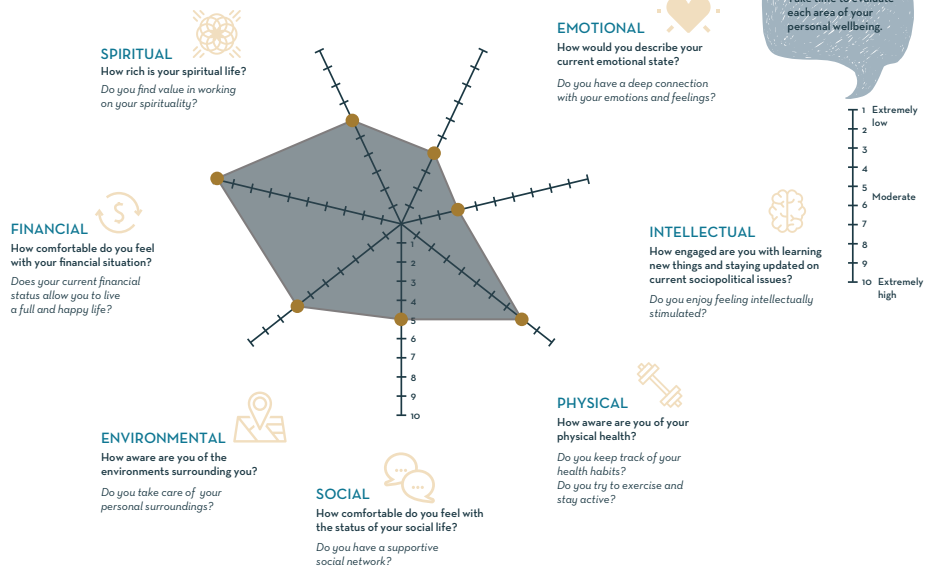 Take time to evaluate
each area of your
personal wellbeing.
SPIRITUAL
How rich is your spiritual life?
Do you find value in working
on your spirituality?
EMOTIONAL
How would you describe your
current emotional state?
Do you have a deep connection
with your emotions and feelings?
1 Extremely
low
2
3
4
5
Moderate
6
7
8
9
10 Extremely
high
FINANCIAL
How comfortable do you feel
with your financial situation?
Does your current financial
status allow you to live
a full and happy life?
INTELLECTUAL
How engaged are you with learning
new things and staying updated on
current sociopolitical issues?
Do you enjoy feeling intellectually
stimulated?
1
2
3
4
5
6
7
8
9
10
ENVIRONMENTAL
How aware are you of the
environments surrounding you?
Do you take care of your
personal surroundings?
PHYSICAL
How aware are you of your
physical health?
Do you keep track of your
health habits?
Do you try to exercise and
stay active?
SOCIAL
How comfortable do you feel with
the status of your social life?
Do you have a supportive
social network?